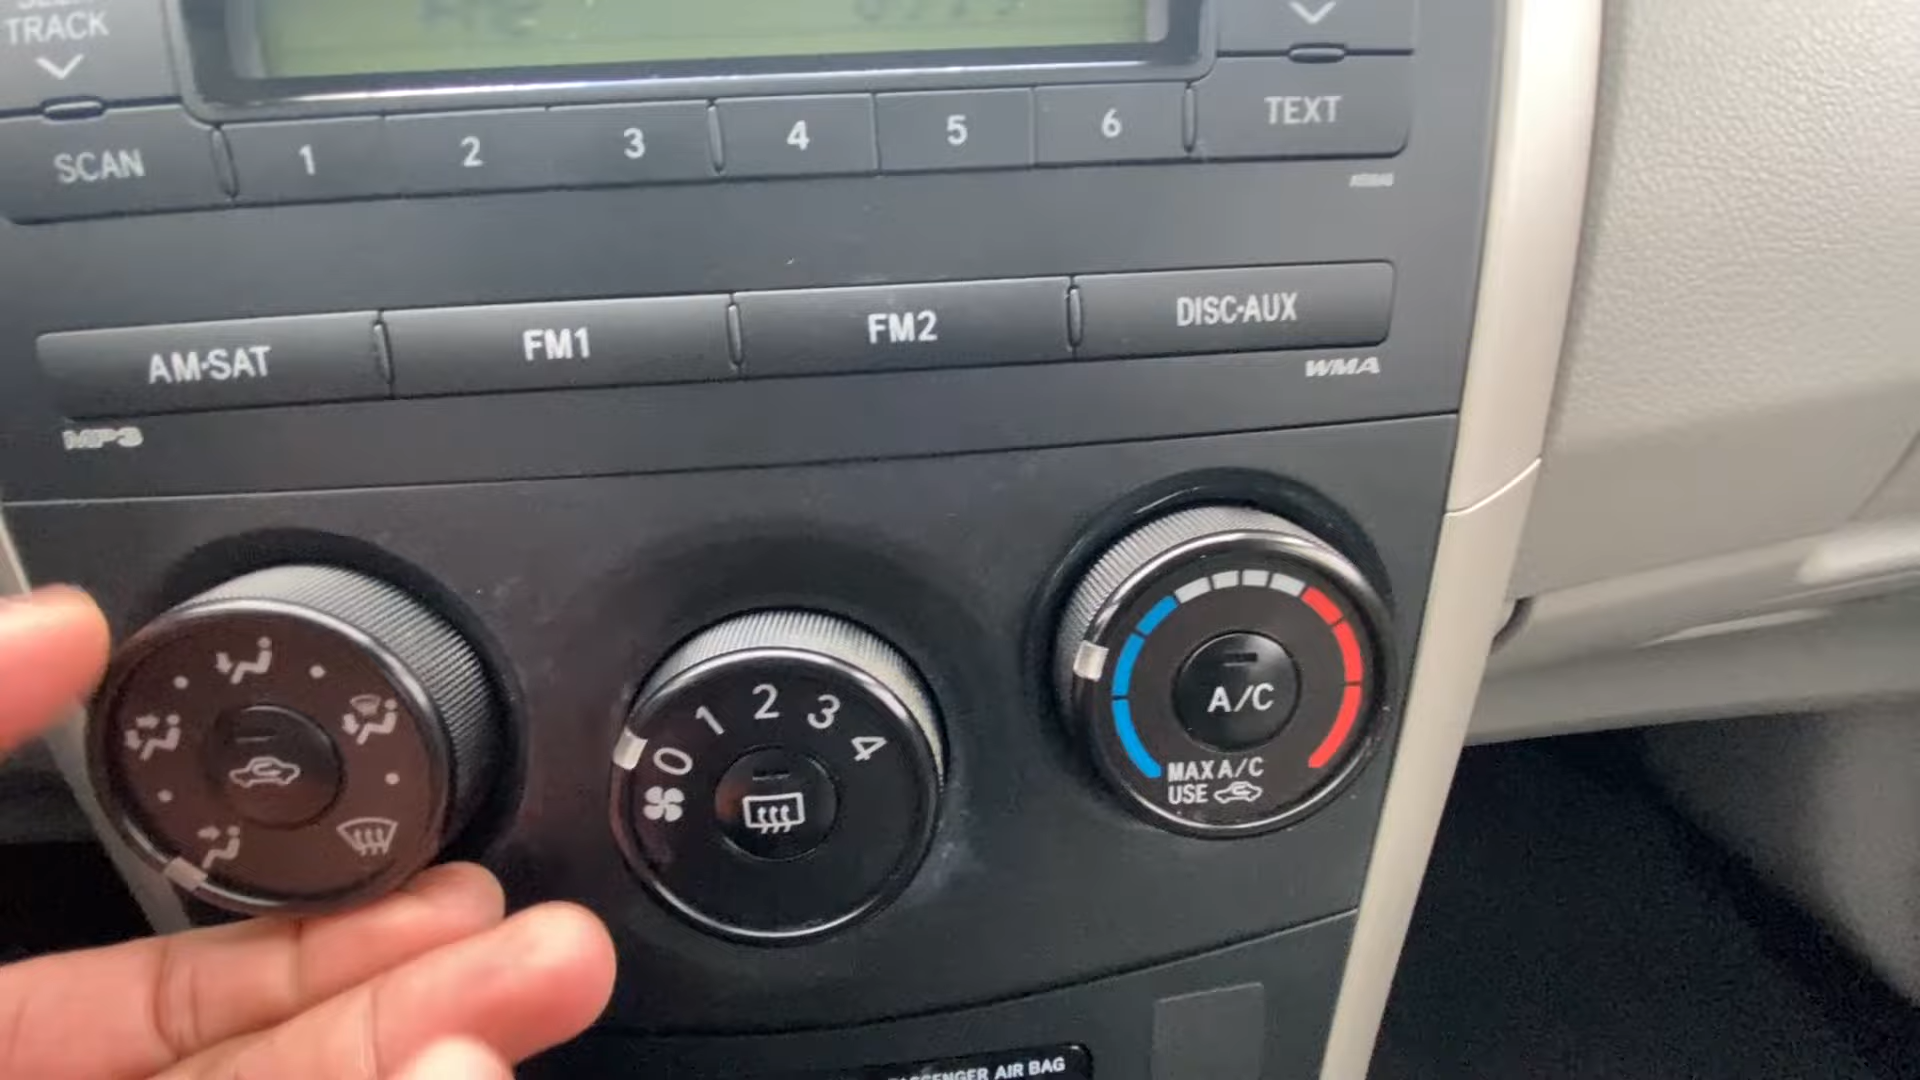 TRACK
SCAN
1
2
3
4
5
6
TEXT
AM·SAT
FM1
FM2
DISC·AUX
MP3
WMA
0
1
2
3
4
A/C
MAX A/C
USE
AIR BAG